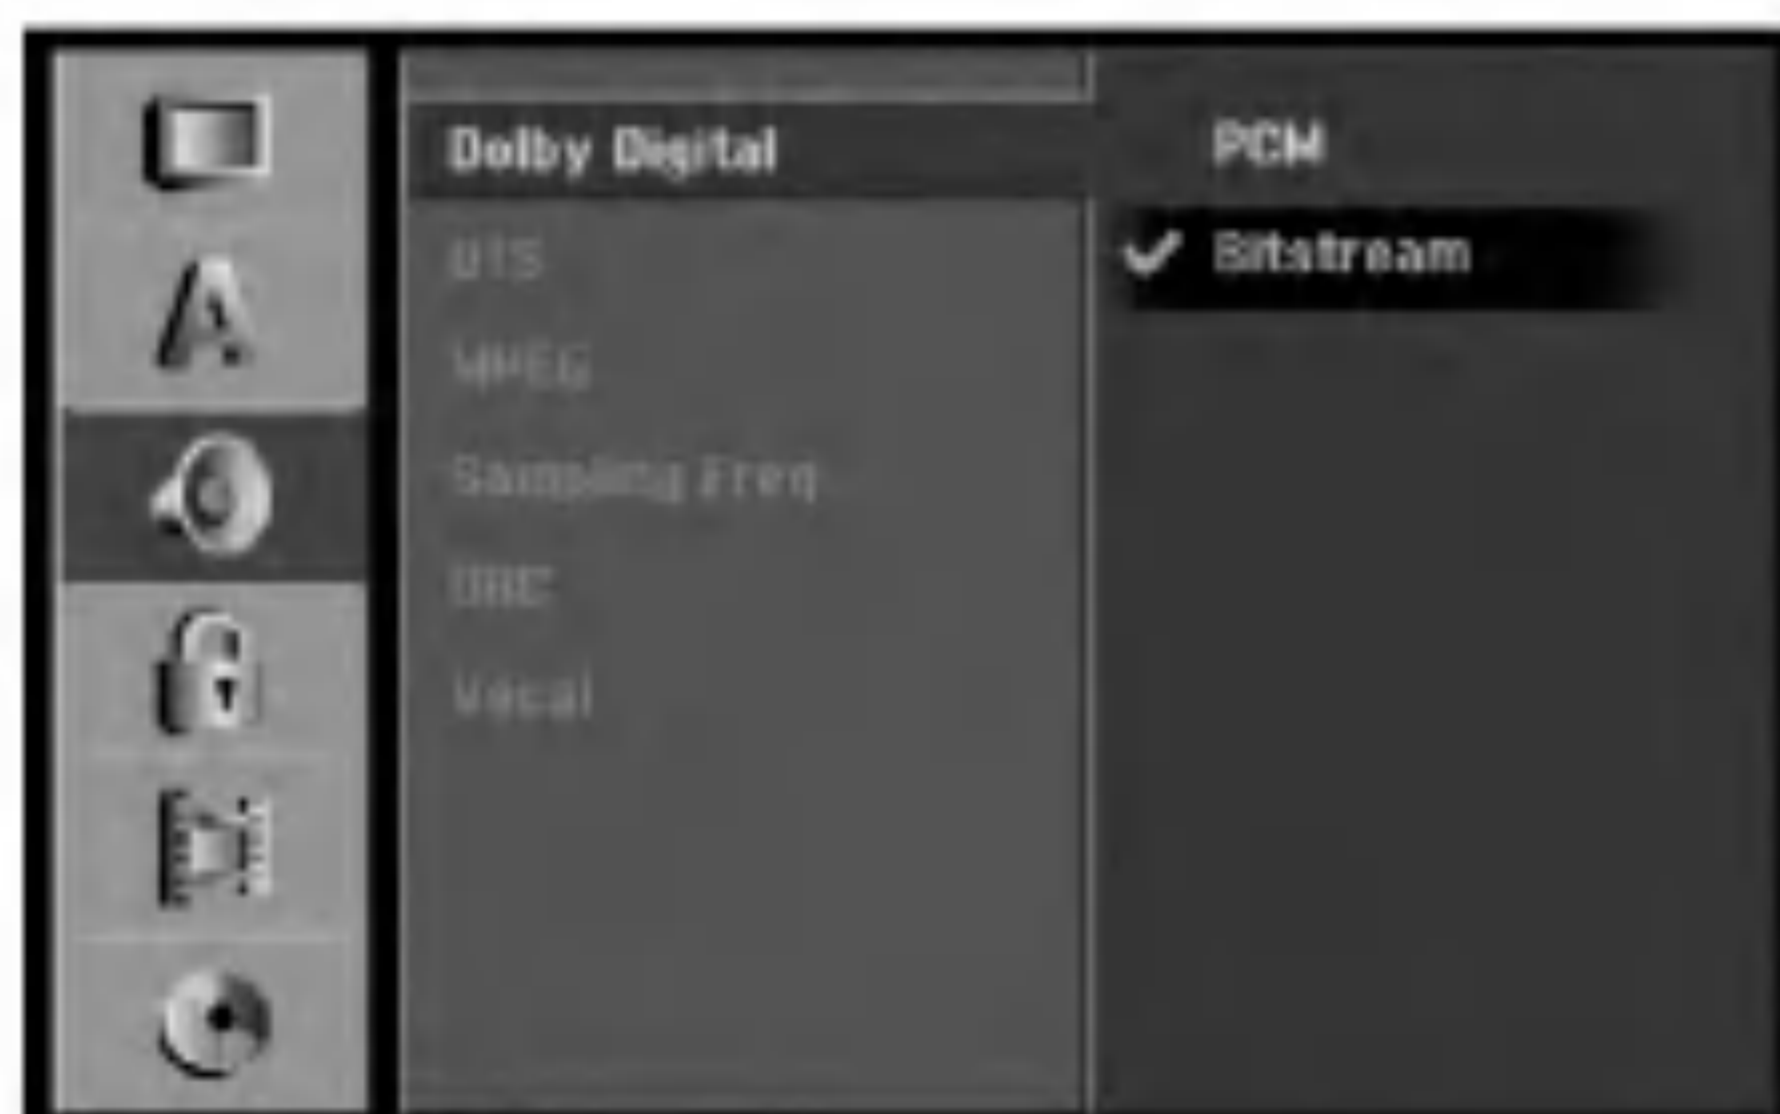 Dolby Digital
DTS
MPEG
Sampling Freq
DRC
Vocal
PCM
Bitstream